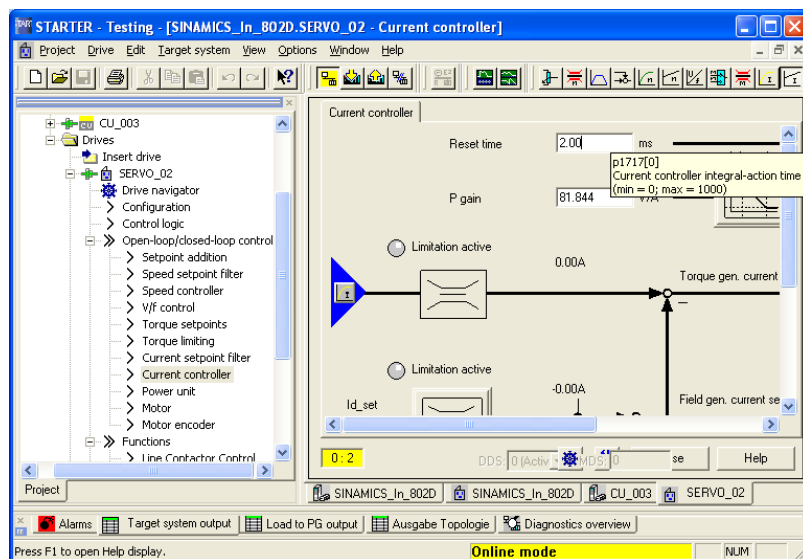 STARTER - Testing - [SINAMICS_In_802D.SERVO_02 - Current controller]
Project Drive Edit Target system View Options Window Help
CU_003
Drives
Insert drive
SERVO_02
Drive navigator
Configuration
Control logic
Open-loop/closed-loop control
Setpoint addition
Speed setpoint filter
Speed controller
V/f control
Torque setpoints
Torque limiting
Current setpoint filter
Current controller
Power unit
Motor
Motor encoder
Functions
Line Contactor Control
Project
Current controller
Reset time 2.00 ms
p1717[0]
Current controller integral-action time
(min = 0; max = 1000)
P gain 81.844 V/A
Limitation active
0.00A
Torque gen. current
Limitation active
-0.00A
Id_set
Field gen. current se
0 : 2 DDS: 0 (Activ MDS: 0 se Help
SINAMICS_In_802D SINAMICS_In_802D CU_003 SERVO_02
Alarms Target system output Load to PG output Ausgabe Topologie Diagnostics overview
Press F1 to open Help display. Online mode NUM